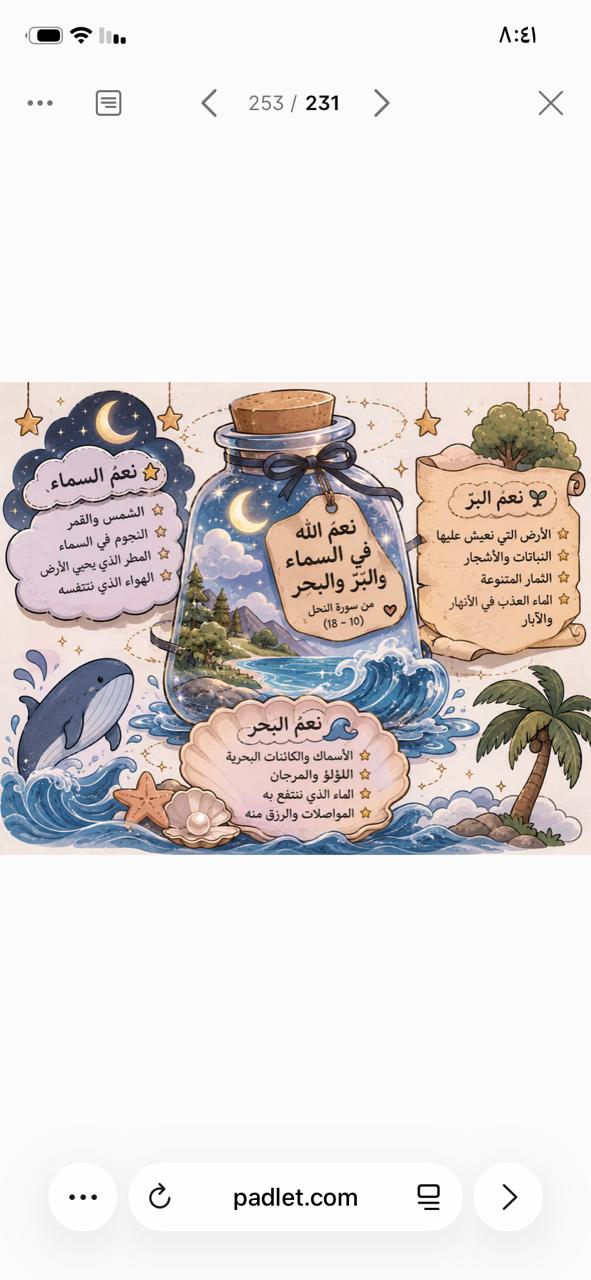 ٨:٤١
253 / 231
نعمُ السماء
الشمس والقمر
النجوم في السماء
المطر الذي يحيي الأرض
الهواء الذي نتنفسه
نعمُ الله
في السماء
والبَرّ والبحر
من سورة النحل
(10 – 18)
نعمُ البرّ
الأرض التي نعيش عليها
النباتات والأشجار
الثمار المتنوعة
الماء العذب في الأنهار
والآبار
نعمُ البحر
الأسماك والكائنات البحرية
اللؤلؤ والمرجان
الماء الذي ننتفع به
المواصلات والرزق منه
padlet.com